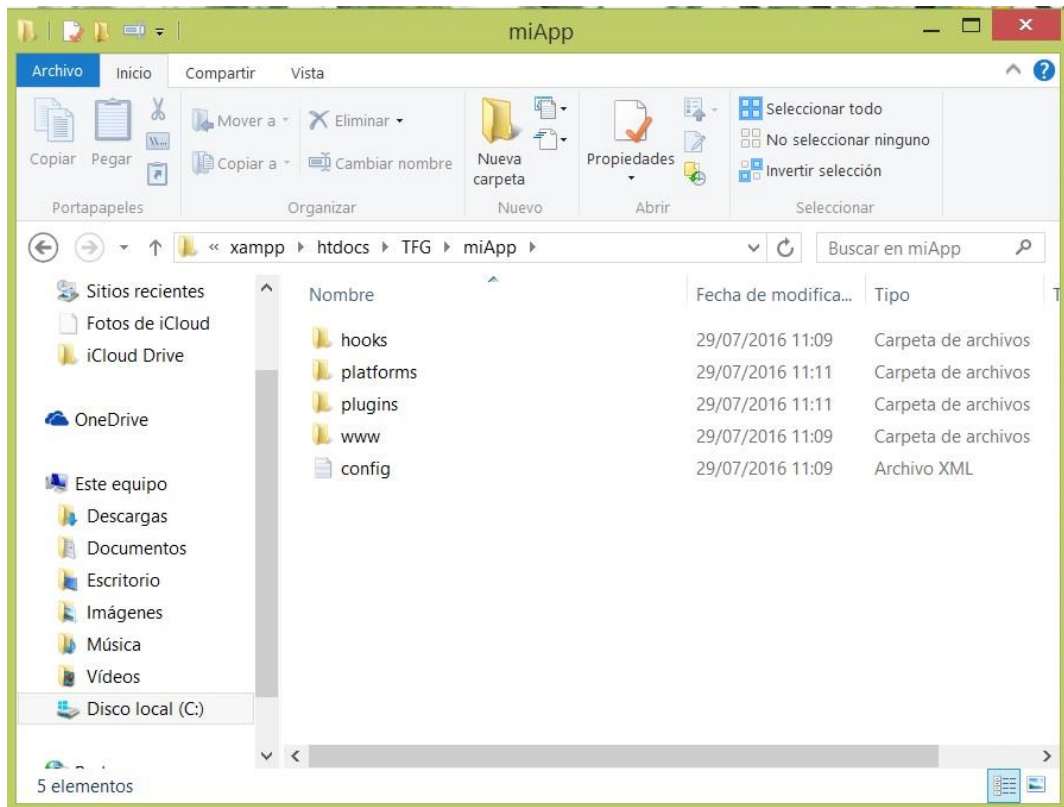 miApp
Archivo Inicio Compartir Vista
Copiar Pegar
Mover a
Copiar a
Eliminar
Cambiar nombre
Nueva carpeta
Propiedades
Seleccionar todo
No seleccionar ninguno
Invertir selección
Portapapeles Organizar Nuevo Abrir Seleccionar
« xampp htdocs TFG miApp Buscar en miApp
Sitios recientes
Fotos de iCloud
iCloud Drive
OneDrive
Este equipo
Descargas
Documentos
Escritorio
Imágenes
Música
Vídeos
Disco local (C:)
Nombre Fecha de modifica... Tipo T
hooks 29/07/2016 11:09 Carpeta de archivos
platforms 29/07/2016 11:11 Carpeta de archivos
plugins 29/07/2016 11:11 Carpeta de archivos
www 29/07/2016 11:09 Carpeta de archivos
config 29/07/2016 11:09 Archivo XML
5 elementos